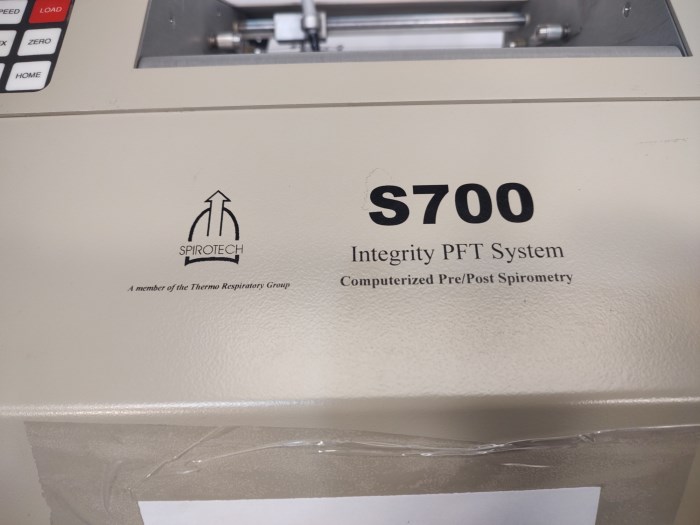 LOAD
ZERO
HOME
S700
SPIROTECH
Integrity PFT System
Computerized Pre/Post Spirometry
A member of the Thermo Respiratory Group